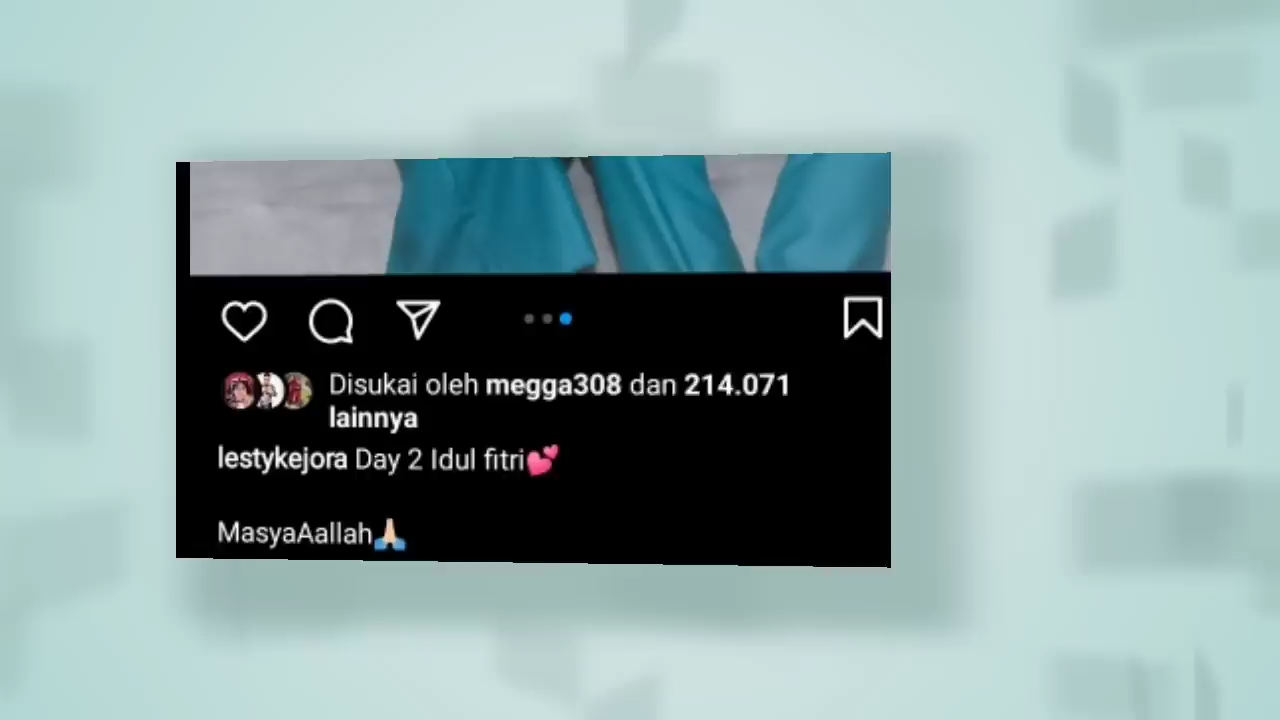 Disukai oleh megga308 dan 214.071
lainnya
lestykejora Day 2 Idul fitri💕
MasyaAallah🙏🏻